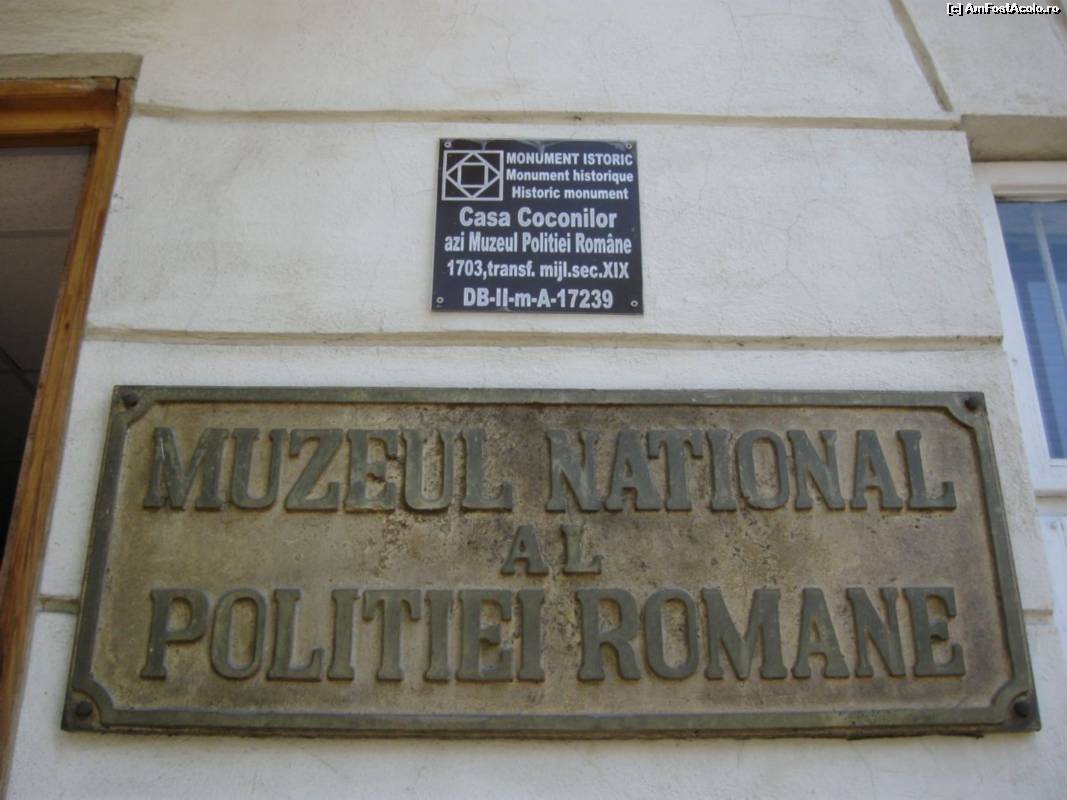 [c] AmFostAcolo.ro
MONUMENT ISTORIC
Monument historique
Historic monument
Casa Coconilor
azi Muzeul Politiei Române
1703,transf. mijl.sec.XIX
DB-II-m-A-17239
MUZEUL NATIONAL
AL
POLITIEI ROMANE